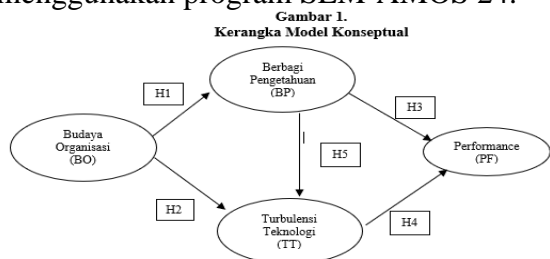 menggunakan program SEM-AMOS 24.
Gambar 1.
Kerangka Model Konseptual
Berbagi
Pengetahuan
(BP)
H1
H3
Budaya
Organisasi
(BO)
H5
Performance
(PF)
H2
Turbulensi
Teknologi
(TT)
H4